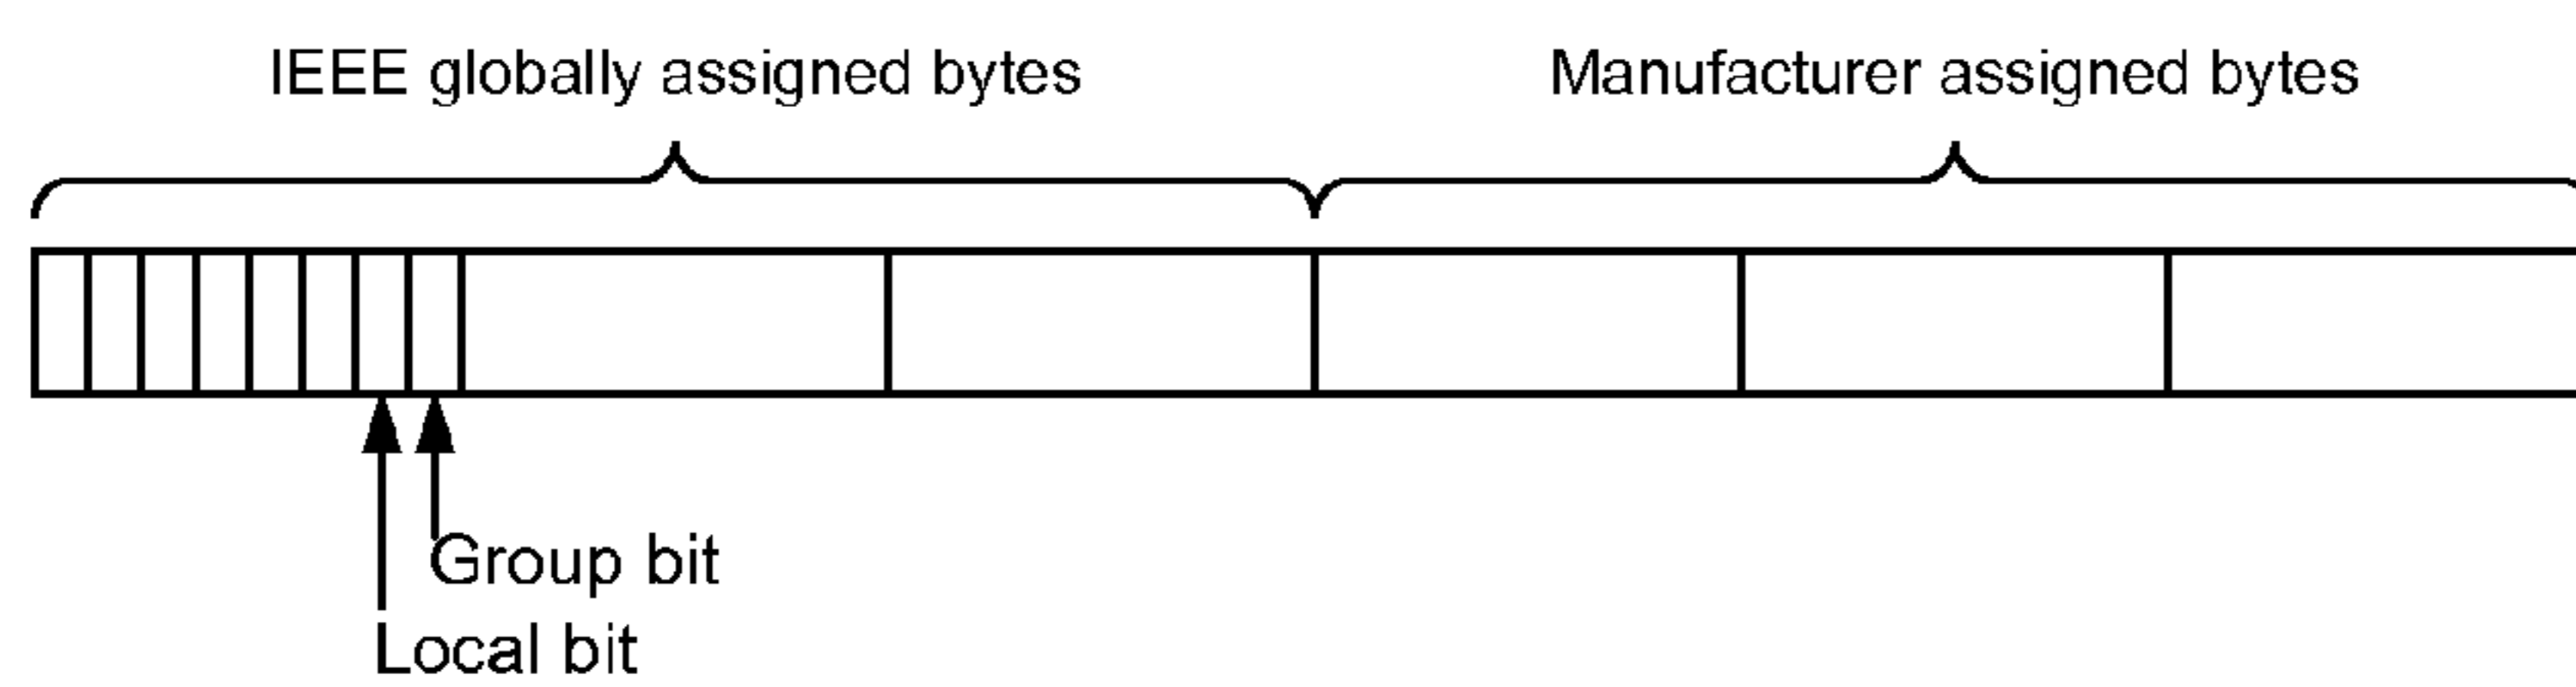 IEEE globally assigned bytes
Manufacturer assigned bytes
Group bit
Local bit